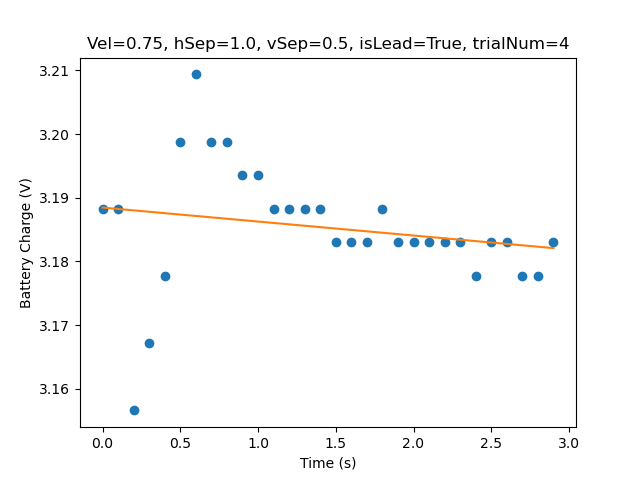 Vel=0.75, hSep=1.0, vSep=0.5, isLead=True, trialNum=4
3.21
3.20
3.19
3.18
3.17
3.16
Battery Charge (V)
0.0 0.5 1.0 1.5 2.0 2.5 3.0
Time (s)